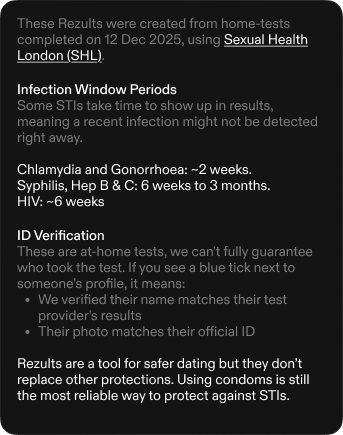 These Rezults were created from home-tests
completed on 12 Dec 2025, using Sexual Health
London (SHL).
Infection Window Periods
Some STIs take time to show up in results,
meaning a recent infection might not be detected
right away.
Chlamydia and Gonorrhoea: ~2 weeks.
Syphilis, Hep B & C: 6 weeks to 3 months.
HIV: ~6 weeks
ID Verification
These are at-home tests, we can't fully guarantee
who took the test. If you see a blue tick next to
someone's profile, it means:
• We verified their name matches their test
provider's results
• Their photo matches their official ID
Rezults are a tool for safer dating but they don't
replace other protections. Using condoms is still
the most reliable way to protect against STIs.